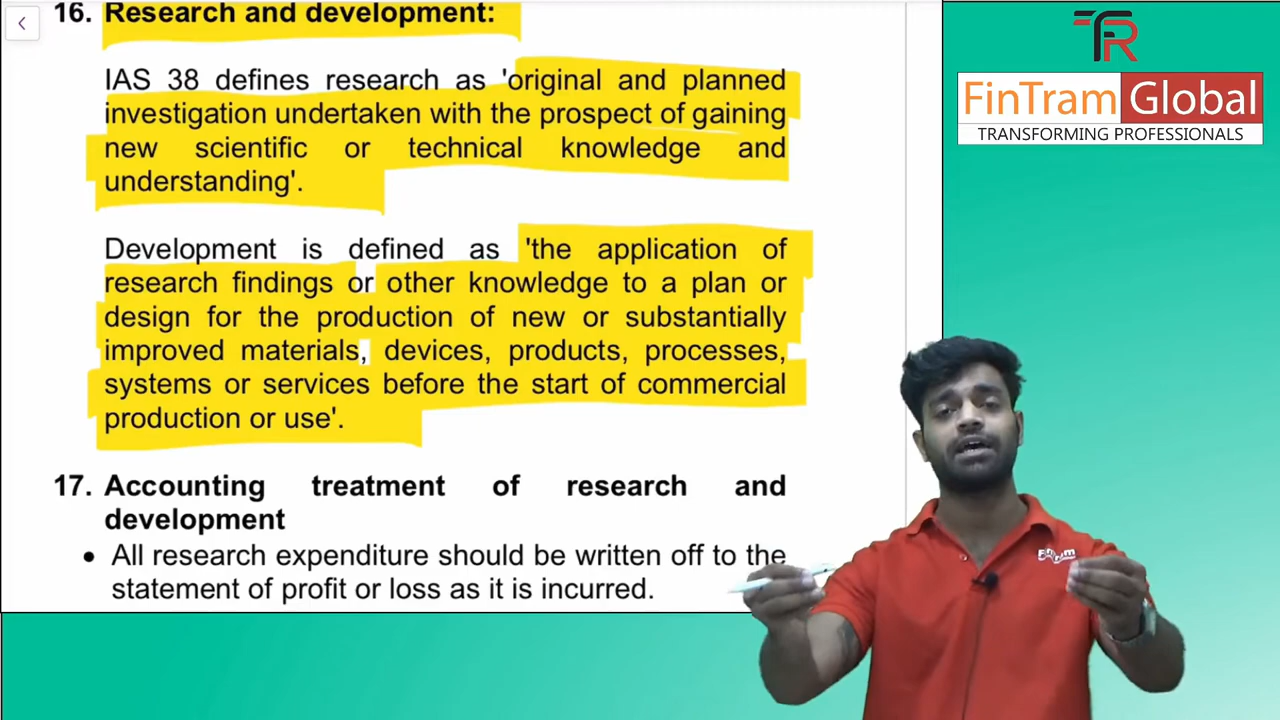 16. Research and development:
IAS 38 defines research as 'original and planned
investigation undertaken with the prospect of gaining
new scientific or technical knowledge and
understanding'.
Development is defined as 'the application of
research findings or other knowledge to a plan or
design for the production of new or substantially
improved materials, devices, products, processes,
systems or services before the start of commercial
production or use'.
17. Accounting treatment of research and
development
• All research expenditure should be written off to the
statement of profit or loss as it is incurred.
FinTram Global
TRANSFORMING PROFESSIONALS